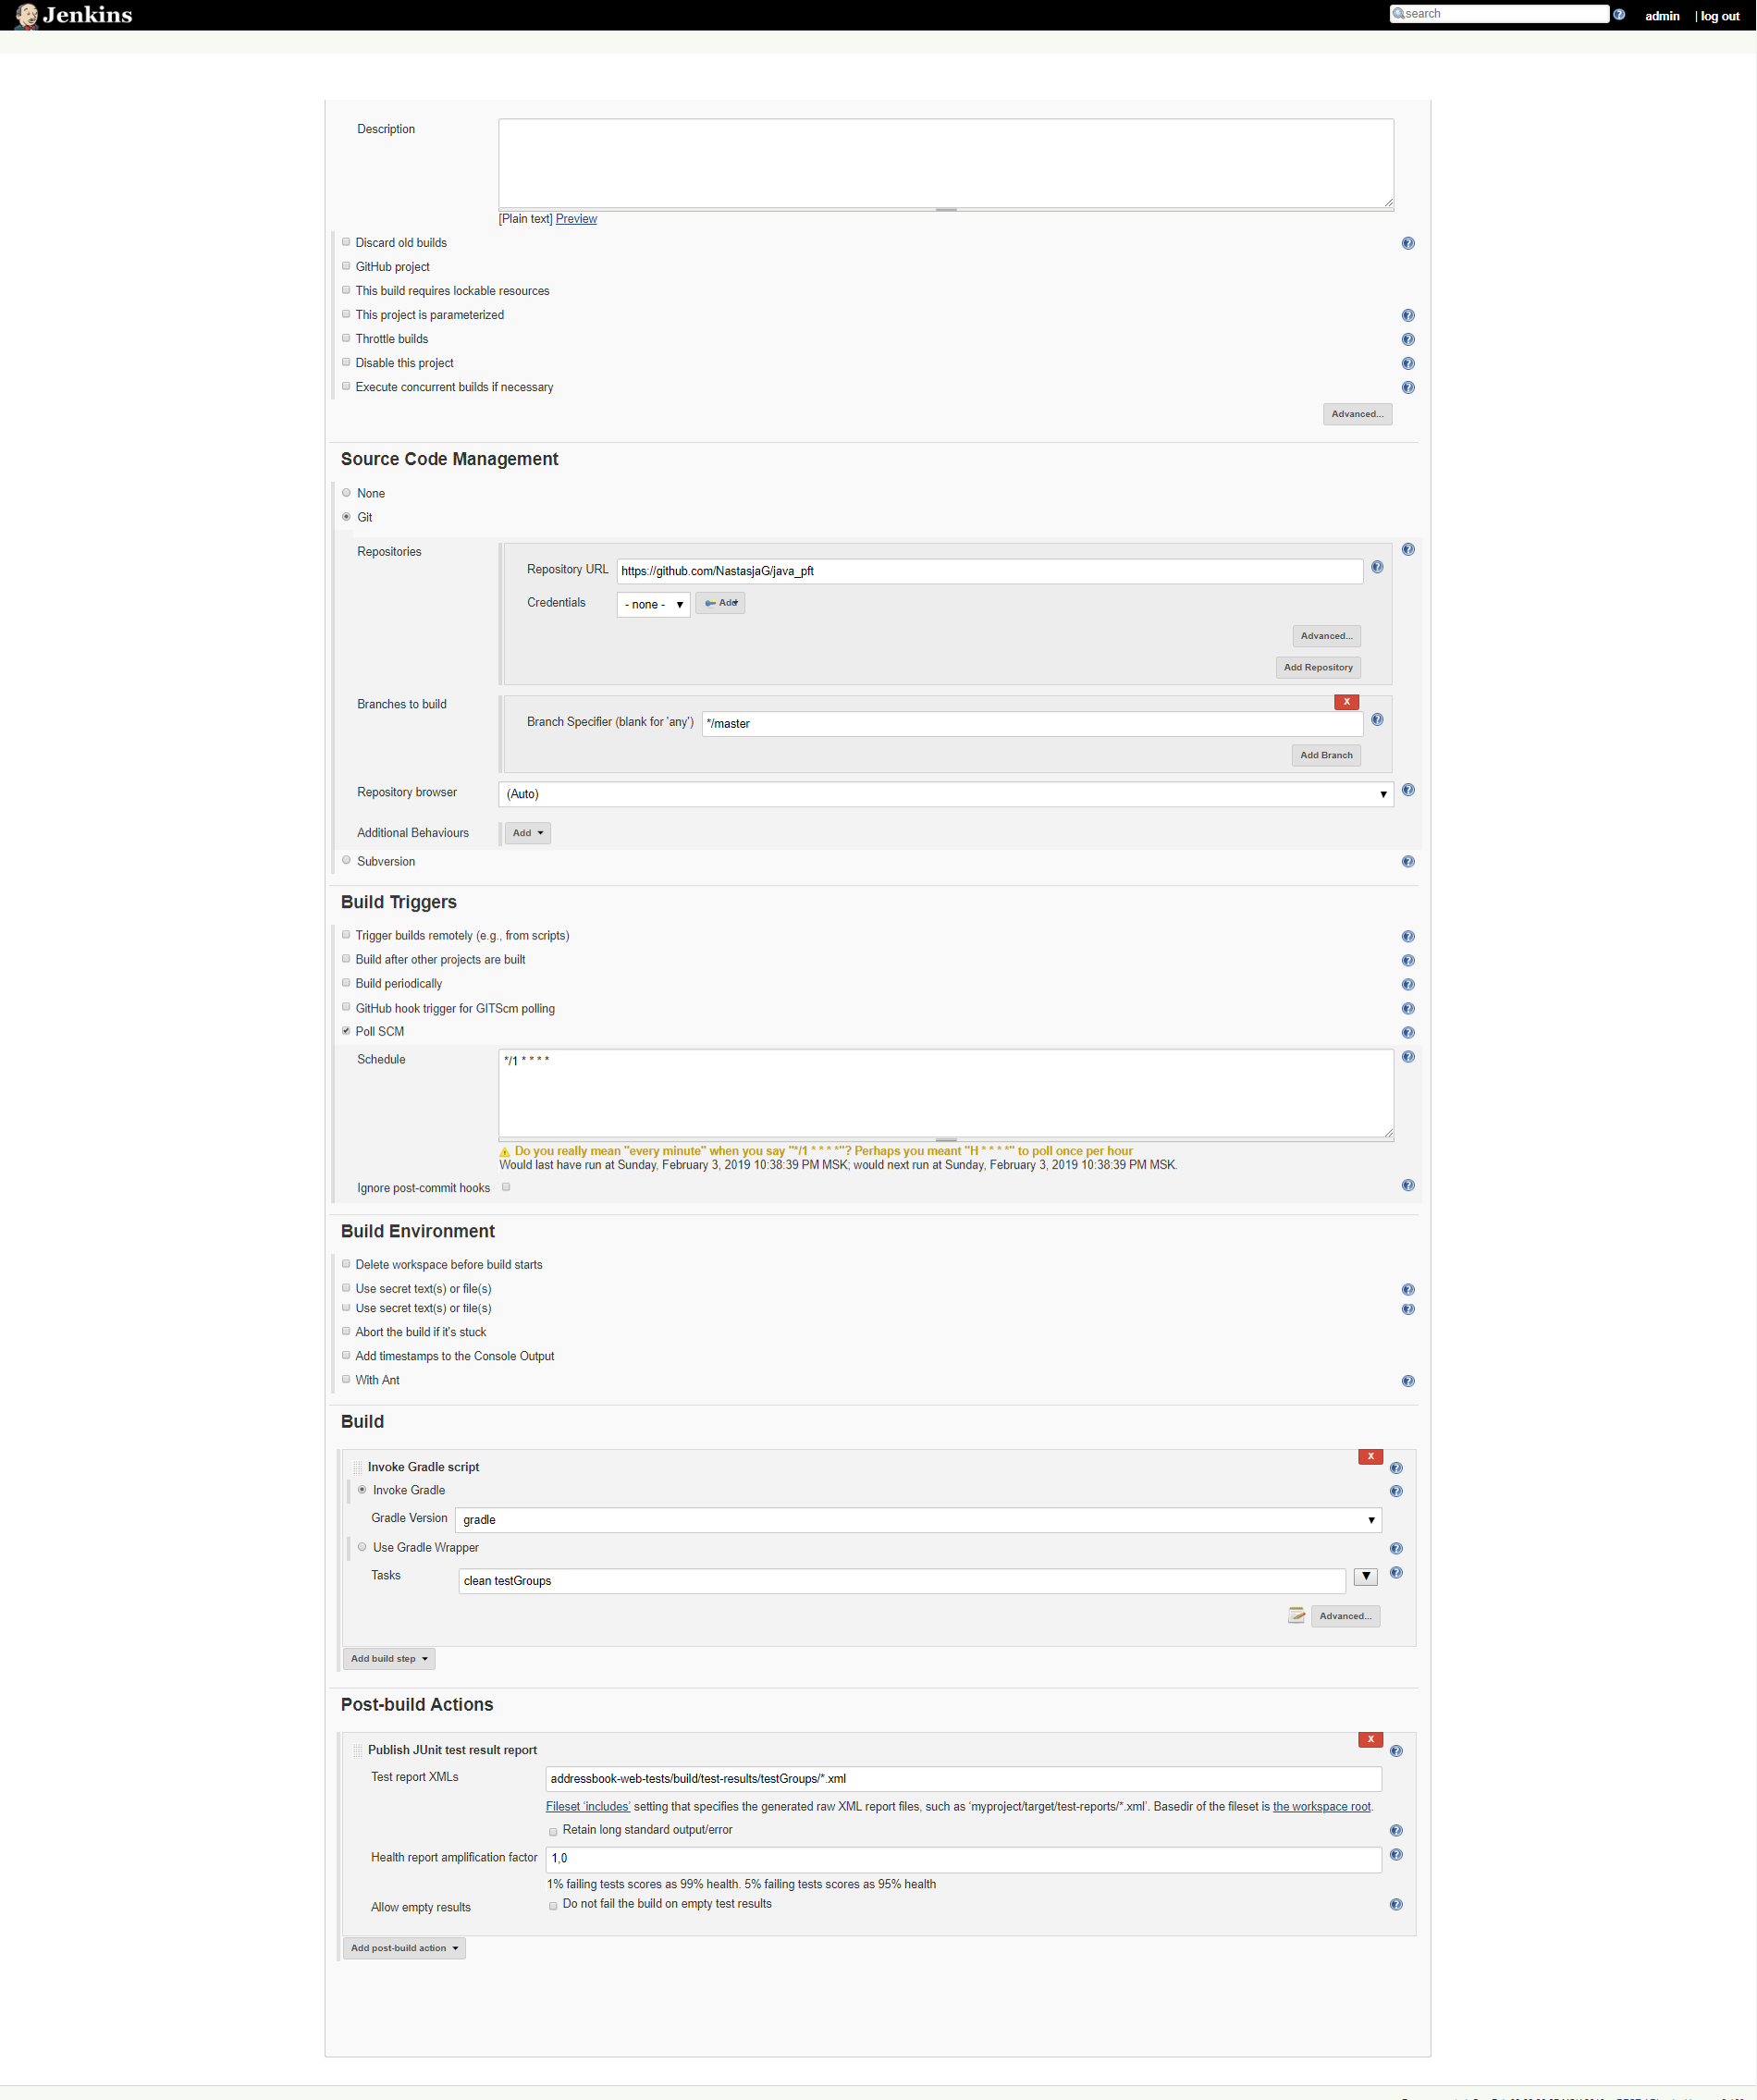 Jenkins
search
admin
| log out
Description
[Plain text] Preview
Discard old builds
GitHub project
This build requires lockable resources
This project is parameterized
Throttle builds
Disable this project
Execute concurrent builds if necessary
Advanced...
Source Code Management
None
Git
Repositories
Repository URL
https://github.com/NastasjaG/java_pft
Credentials
- none -
Add
Advanced...
Add Repository
Branches to build
X
Branch Specifier (blank for 'any')
*/master
Add Branch
Repository browser
(Auto)
Additional Behaviours
Add
Subversion
Build Triggers
Trigger builds remotely (e.g., from scripts)
Build after other projects are built
Build periodically
GitHub hook trigger for GITScm polling
Poll SCM
Schedule
*/1 * * * *
Do you really mean "every minute" when you say "*/1 * * * *"? Perhaps you meant "H * * * *" to poll once per hour
Would last have run at Sunday, February 3, 2019 10:38:39 PM MSK; would next run at Sunday, February 3, 2019 10:38:39 PM MSK.
Ignore post-commit hooks
Build Environment
Delete workspace before build starts
Use secret text(s) or file(s)
Use secret text(s) or file(s)
Abort the build if it's stuck
Add timestamps to the Console Output
With Ant
Build
X
Invoke Gradle script
Invoke Gradle
Gradle Version
gradle
Use Gradle Wrapper
Tasks
clean testGroups
Advanced...
Add build step
Post-build Actions
X
Publish JUnit test result report
Test report XMLs
addressbook-web-tests/build/test-results/testGroups/*.xml
Fileset 'includes' setting that specifies the generated raw XML report files, such as 'myproject/target/test-reports/*.xml'. Basedir of the fileset is the workspace root.
Retain long standard output/error
Health report amplification factor
1,0
1% failing tests scores as 99% health. 5% failing tests scores as 95% health
Allow empty results
Do not fail the build on empty test results
Add post-build action